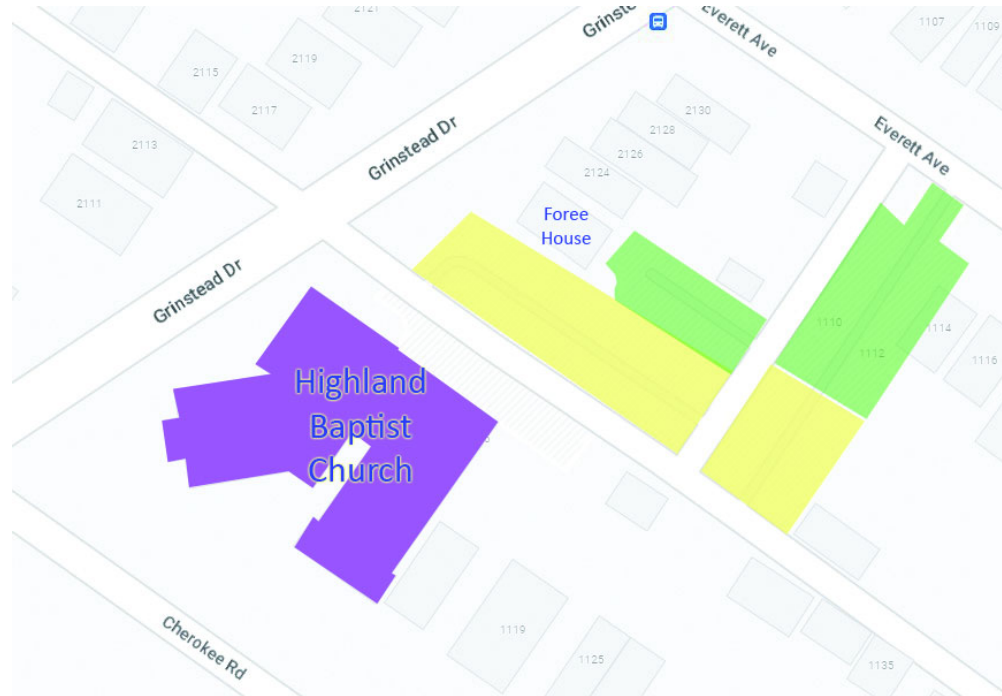 2121
Grinste
Everett Ave
1107
1109
2119
2115
2117
2130
2128
2126
2124
Grinstead Dr
Everett Ave
2113
2111
Foree
House
Grinstead Dr
1110
1112
1114
1116
Highland
Baptist
Church
Cherokee Rd
1119
1125
1135